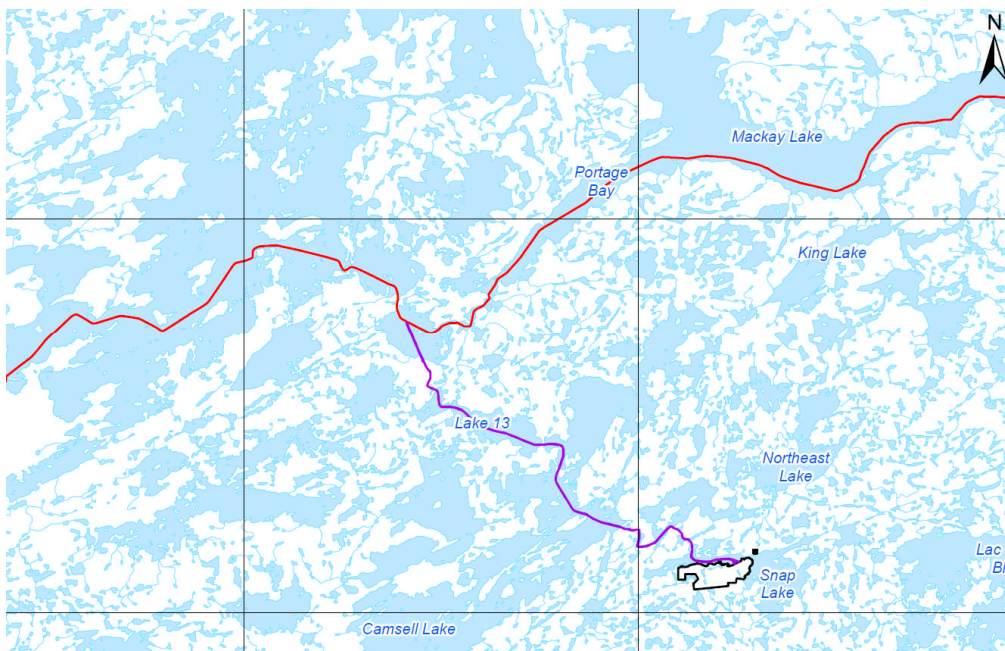 N
Mackay Lake
Portage
Bay
King Lake
Lake 13
Northeast
Lake
Lac
Snap
Lake
Camsell Lake